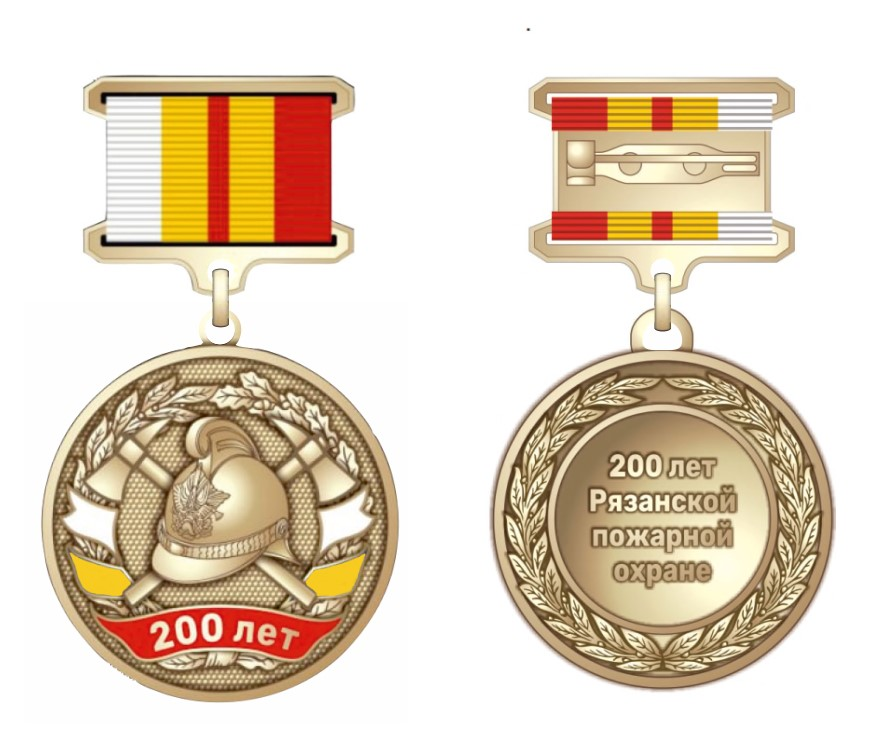 200 лет
200 лет
Рязанской
пожарной
охране